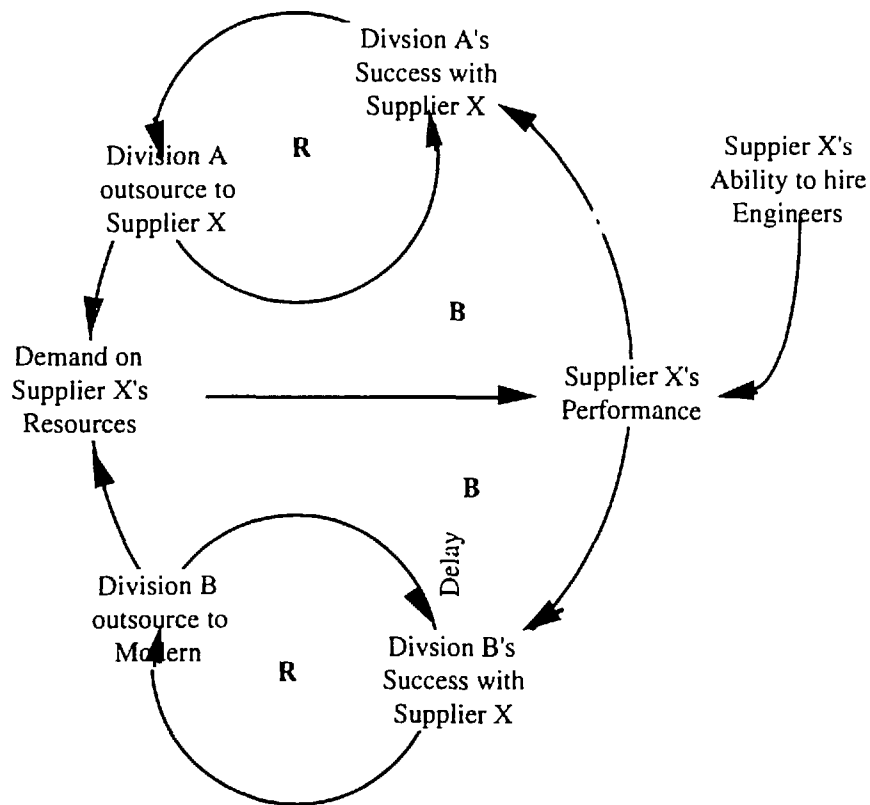 Divsion A's
Success with
Supplier X
R
Division A
outsource to
Supplier X
Suppier X's
Ability to hire
Engineers
B
Demand on
Supplier X's
Resources
Supplier X's
Performance
B
Delay
Division B
outsource to
Modern
R
Divsion B's
Success with
Supplier X